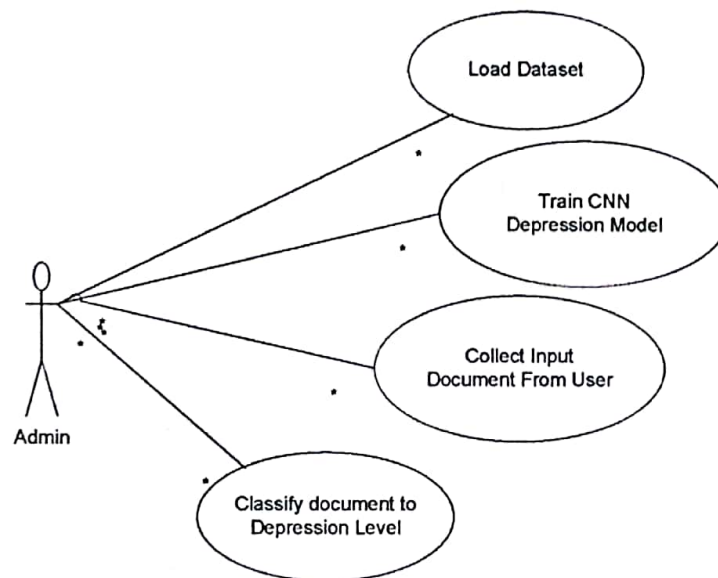 Load Dataset
*
Train CNN
Depression Model
*
*
*
*
*
Collect Input
Document From User
*
Admin
*
Classify document to
Depression Level